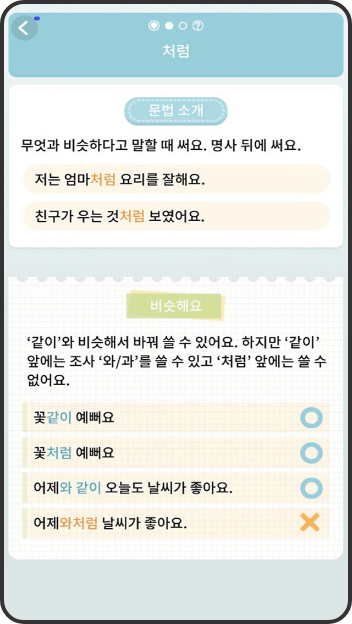 처럼
문법 소개
무엇과 비슷하다고 말할 때 써요. 명사 뒤에 써요.
저는 엄마처럼 요리를 잘해요.
친구가 우는 것처럼 보였어요.
비슷해요
‘같이’와 비슷해서 바꿔 쓸 수 있어요. 하지만 ‘같이’
앞에는 조사 ‘와/과’를 쓸 수 있고 ‘처럼’ 앞에는 쓸 수
없어요.
꽃같이 예뻐요
꽃처럼 예뻐요
어제와 같이 오늘도 날씨가 좋아요.
어제와처럼 날씨가 좋아요.